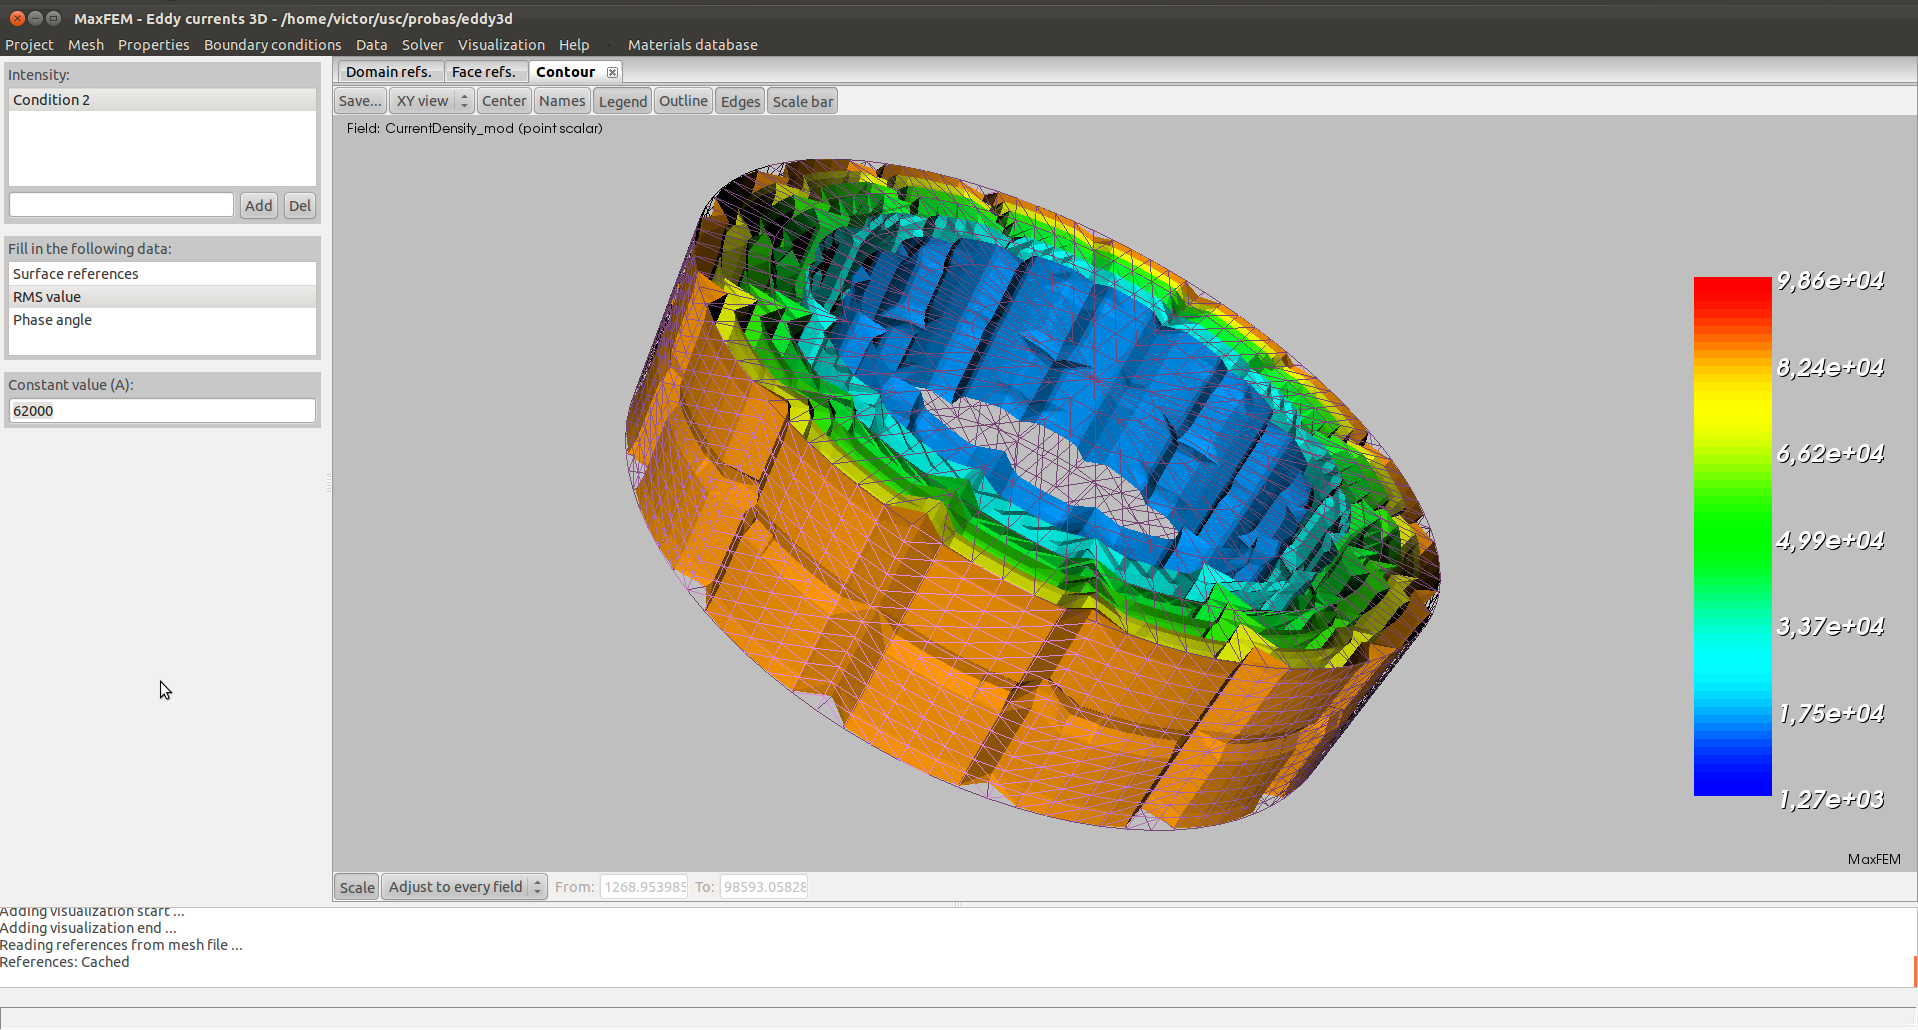 MaxFEM - Eddy currents 3D - /home/victor/usc/probas/eddy3d
Project Mesh Properties Boundary conditions Data Solver Visualization Help Materials database
Intensity:
Condition 2
Add Del
Fill in the following data:
Surface references
RMS value
Phase angle
Constant value (A):
62000
Domain refs. Face refs. Contour
Save... XY view Center Names Legend Outline Edges Scale bar
Field: CurrentDensity_mod (point scalar)
9,86e+04
8,24e+04
6,62e+04
4,99e+04
3,37e+04
1,75e+04
1,27e+03
MaxFEM
Scale Adjust to every field From: 1268.953985 To: 98593.05828
Adding visualization start ...
Adding visualization end ...
Reading references from mesh file ...
References: Cached